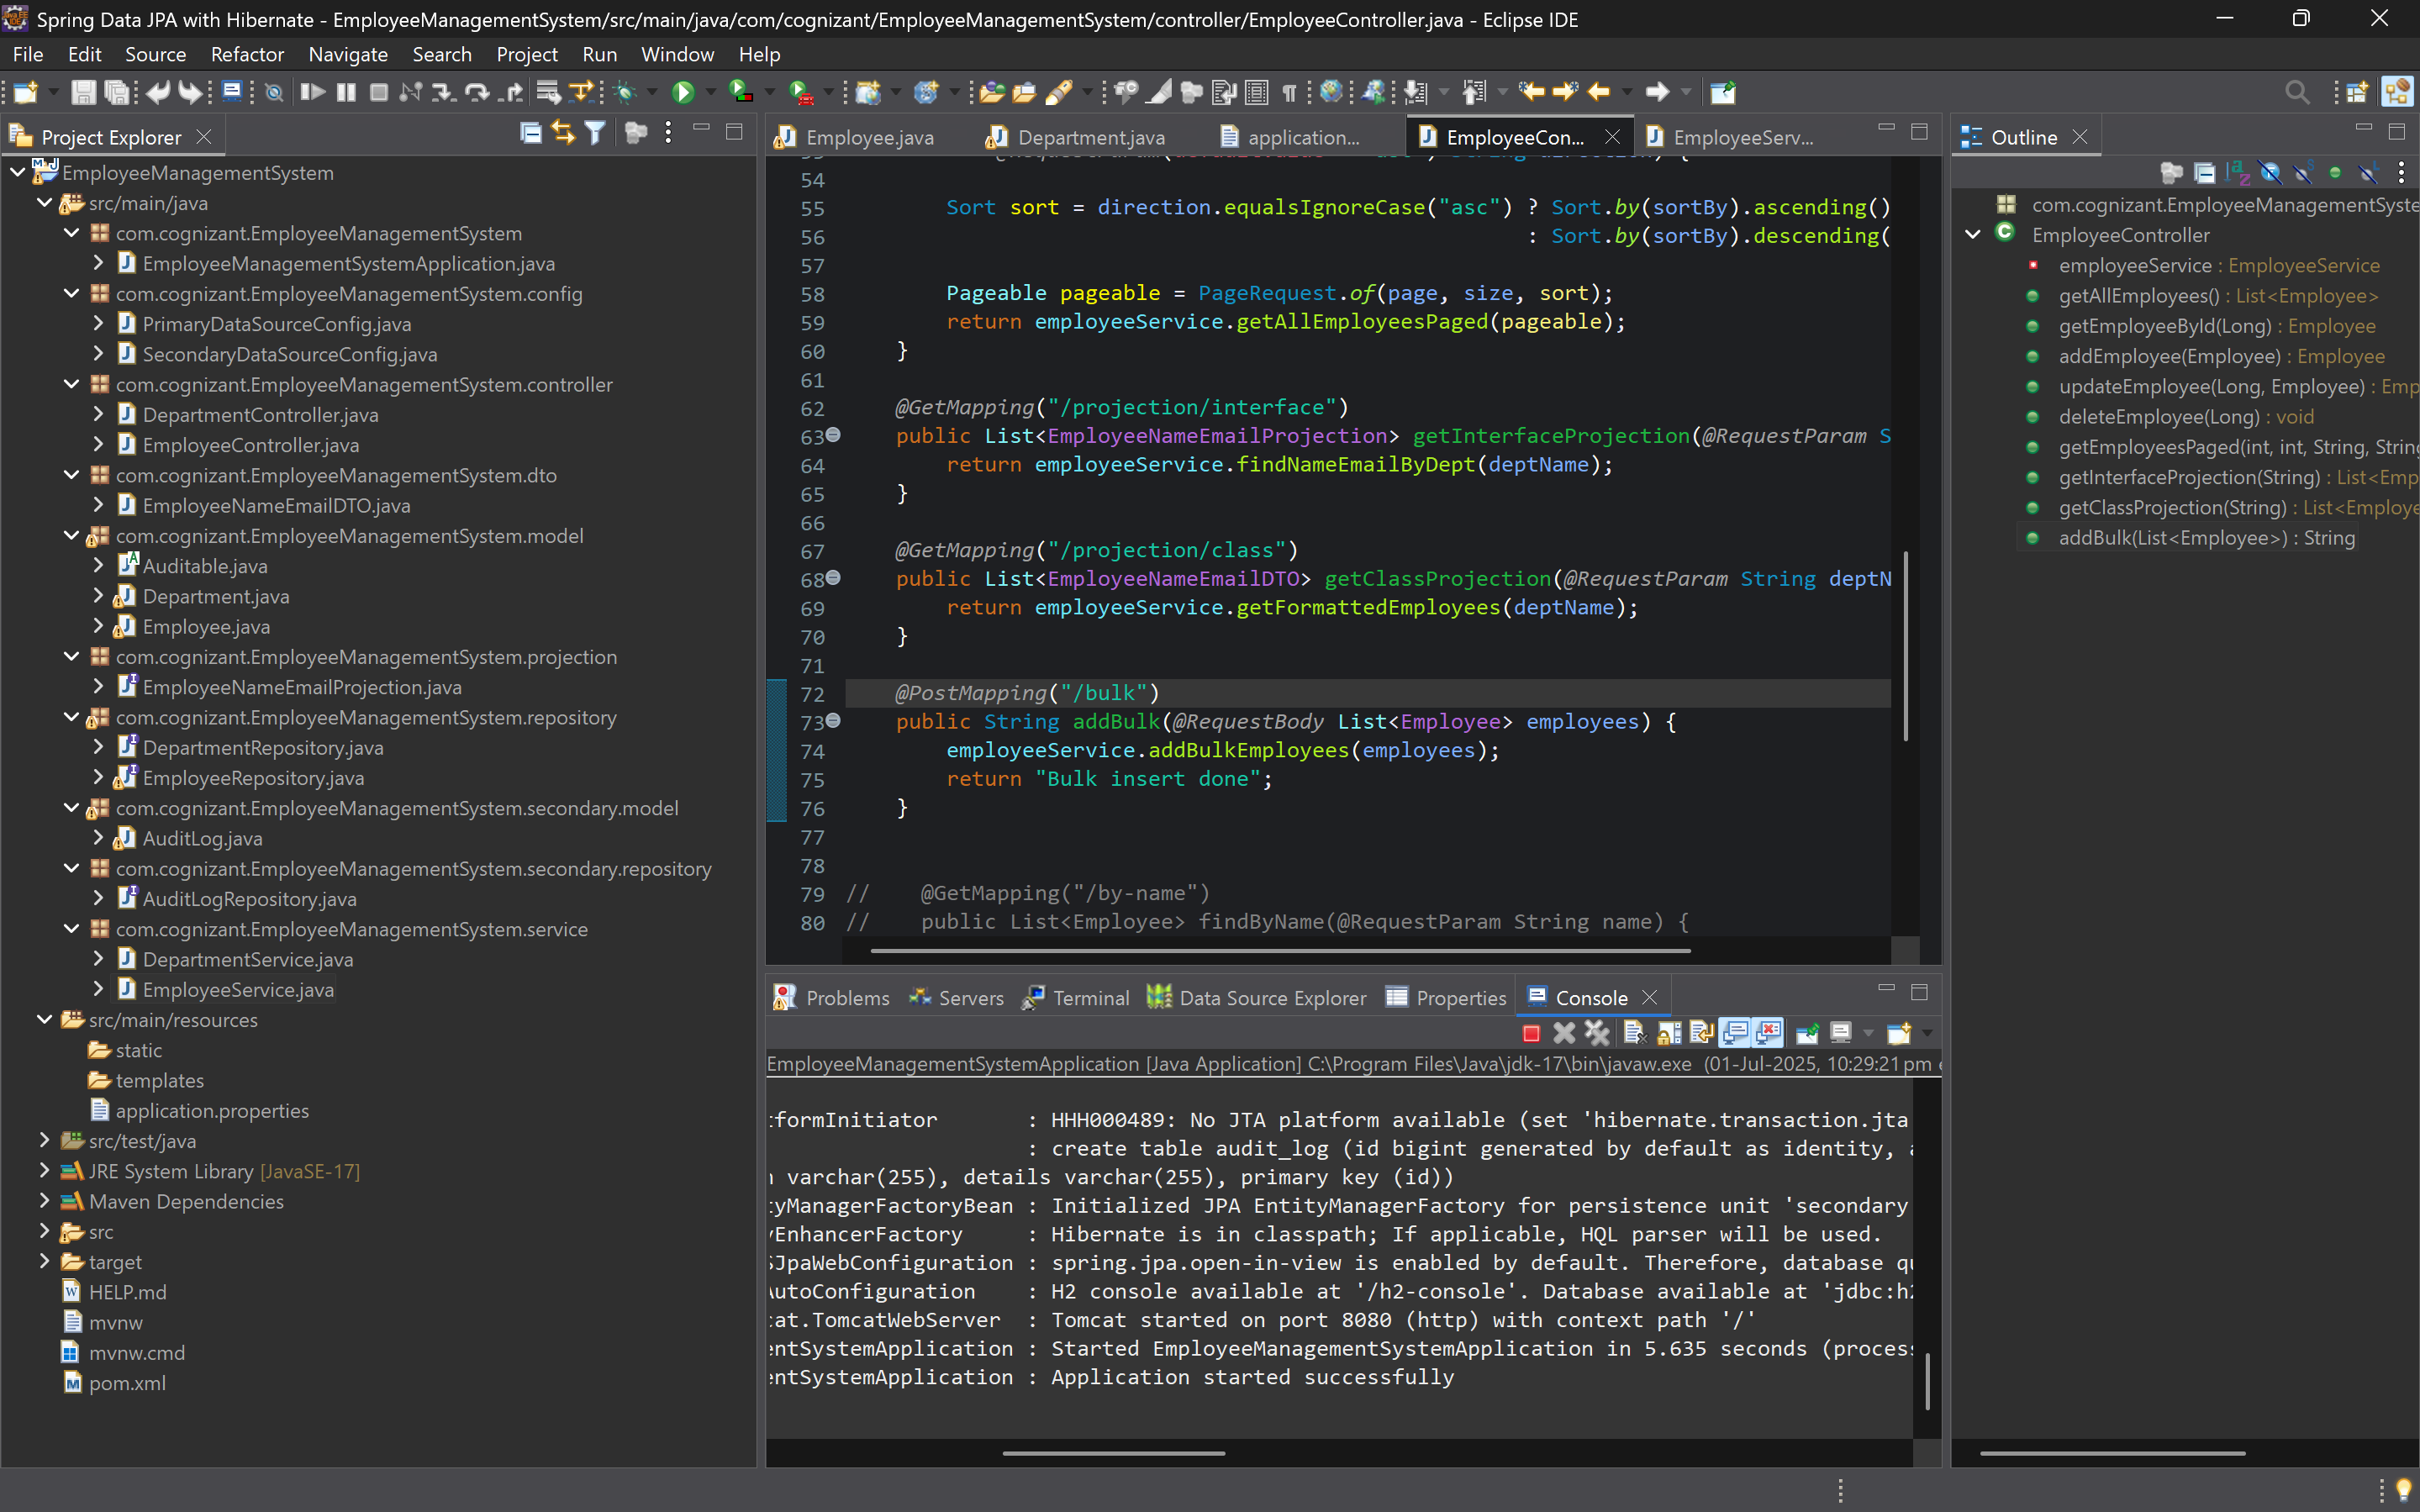 Spring Data JPA with Hibernate - EmployeeManagementSystem/src/main/java/com/cognizant/EmployeeManagementSystem/controller/EmployeeController.java - Eclipse IDE
File Edit Source Refactor Navigate Search Project Run Window Help
Project Explorer
EmployeeManagementSystem
src/main/java
com.cognizant.EmployeeManagementSystem
EmployeeManagementSystemApplication.java
com.cognizant.EmployeeManagementSystem.config
PrimaryDataSourceConfig.java
SecondaryDataSourceConfig.java
com.cognizant.EmployeeManagementSystem.controller
DepartmentController.java
EmployeeController.java
com.cognizant.EmployeeManagementSystem.dto
EmployeeNameEmailDTO.java
com.cognizant.EmployeeManagementSystem.model
Auditable.java
Department.java
Employee.java
com.cognizant.EmployeeManagementSystem.projection
EmployeeNameEmailProjection.java
com.cognizant.EmployeeManagementSystem.repository
DepartmentRepository.java
EmployeeRepository.java
com.cognizant.EmployeeManagementSystem.secondary.model
AuditLog.java
com.cognizant.EmployeeManagementSystem.secondary.repository
AuditLogRepository.java
com.cognizant.EmployeeManagementSystem.service
DepartmentService.java
EmployeeService.java
src/main/resources
static
templates
application.properties
src/test/java
JRE System Library [JavaSE-17]
Maven Dependencies
src
target
HELP.md
mvnw
mvnw.cmd
pom.xml
Employee.java Department.java application... EmployeeCon... EmployeeServ...
54
55 Sort sort = direction.equalsIgnoreCase("asc") ? Sort.by(sortBy).ascending()
56 : Sort.by(sortBy).descending(
57
58 Pageable pageable = PageRequest.of(page, size, sort);
59 return employeeService.getAllEmployeesPaged(pageable);
60 }
61
62 @GetMapping("/projection/interface")
63 public List<EmployeeNameEmailProjection> getInterfaceProjection(@RequestParam S
64 return employeeService.findNameEmailByDept(deptName);
65 }
66
67 @GetMapping("/projection/class")
68 public List<EmployeeNameEmailDTO> getClassProjection(@RequestParam String deptN
69 return employeeService.getFormattedEmployees(deptName);
70 }
71
72 @PostMapping("/bulk")
73 public String addBulk(@RequestBody List<Employee> employees) {
74 employeeService.addBulkEmployees(employees);
75 return "Bulk insert done";
76 }
77
78
79 // @GetMapping("/by-name")
80 // public List<Employee> findByName(@RequestParam String name) {
Problems Servers Terminal Data Source Explorer Properties Console
EmployeeManagementSystemApplication [Java Application] C:\Program Files\Java\jdk-17\bin\javaw.exe (01-Jul-2025, 10:29:21 pm
formInitiator : HHH000489: No JTA platform available (set 'hibernate.transaction.jta
: create table audit_log (id bigint generated by default as identity,
varchar(255), details varchar(255), primary key (id))
yManagerFactoryBean : Initialized JPA EntityManagerFactory for persistence unit 'secondary
EnhancerFactory : Hibernate is in classpath; If applicable, HQL parser will be used.
JpaWebConfiguration : spring.jpa.open-in-view is enabled by default. Therefore, database qu
utoConfiguration : H2 console available at '/h2-console'. Database available at 'jdbc:h2
at.TomcatWebServer : Tomcat started on port 8080 (http) with context path '/'
ntSystemApplication : Started EmployeeManagementSystemApplication in 5.635 seconds (proces
ntSystemApplication : Application started successfully
Outline
com.cognizant.EmployeeManagementSyste
EmployeeController
employeeService : EmployeeService
getAllEmployees() : List<Employee>
getEmployeeById(Long) : Employee
addEmployee(Employee) : Employee
updateEmployee(Long, Employee) : Emp
deleteEmployee(Long) : void
getEmployeesPaged(int, int, String, String
getInterfaceProjection(String) : List<Emp
getClassProjection(String) : List<Employe
addBulk(List<Employee>) : String